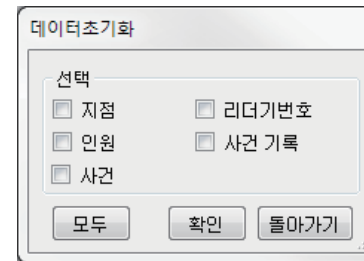 데이터초기화
선택
지점 리더기번호
인원 사건 기록
사건
모두 확인 돌아가기